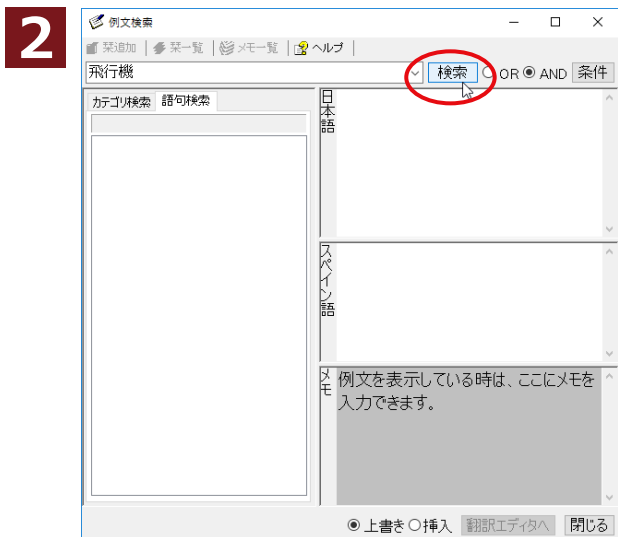 2
例文検索
栞追加 栞一覧 メモ一覧 ヘルプ
飛行機 検索 OR AND 条件
カテゴリ検索 語句検索
日本語
スペイン語
メモ
例文を表示している時は、ここにメモを
入力できます。
上書き 挿入 翻訳エディタへ 閉じる